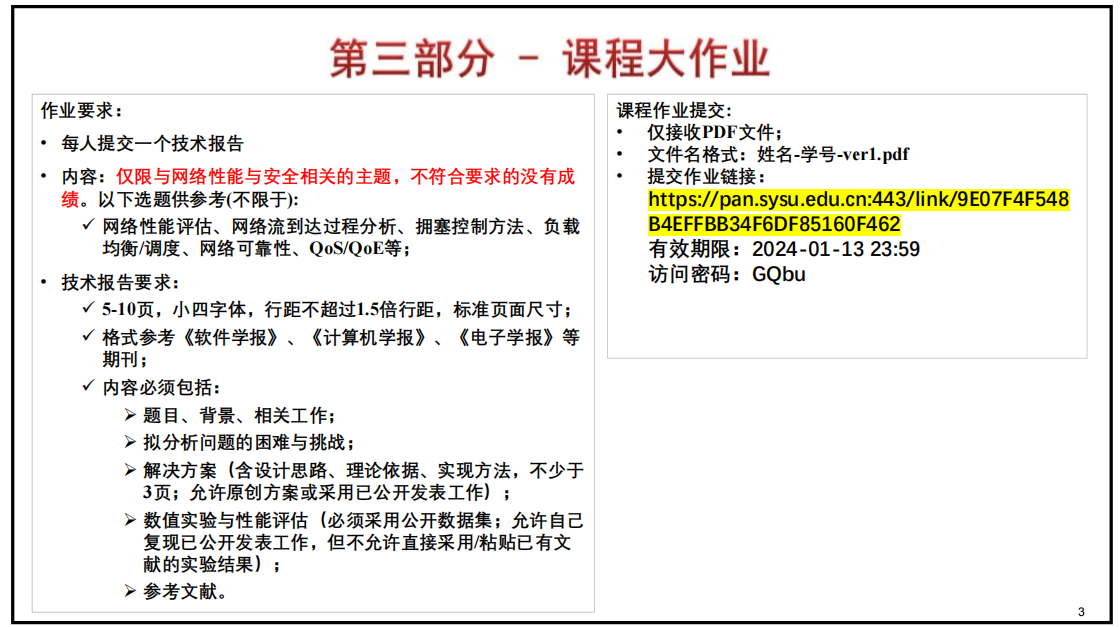 第三部分 - 课程大作业
作业要求：
• 每人提交一个技术报告
• 内容：仅限与网络性能与安全相关的主题，不符合要求的没有成
绩。以下选题供参考(不限于):
✓ 网络性能评估、网络流到达过程分析、拥塞控制方法、负载
均衡/调度、网络可靠性、QoS/QoE等；
• 技术报告要求：
✓ 5-10页，小四字体，行距不超过1.5倍行距，标准页面尺寸；
✓ 格式参考《软件学报》、《计算机学报》、《电子学报》等
期刊；
✓ 内容必须包括：
➢ 题目、背景、相关工作；
➢ 拟分析问题的困难与挑战；
➢ 解决方案（含设计思路、理论依据、实现方法，不少于
3页；允许原创方案或采用已公开发表工作）；
➢ 数值实验与性能评估（必须采用公开数据集；允许自己
复现已公开发表工作，但不允许直接采用/粘贴已有文
献的实验结果）；
➢ 参考文献。
课程作业提交:
• 仅接收PDF文件；
• 文件名格式：姓名-学号-ver1.pdf
• 提交作业链接：
https://pan.sysu.edu.cn:443/link/9E07F4F548
B4EFFBB34F6DF85160F462
有效期限：2024-01-13 23:59
访问密码：GQbu
3